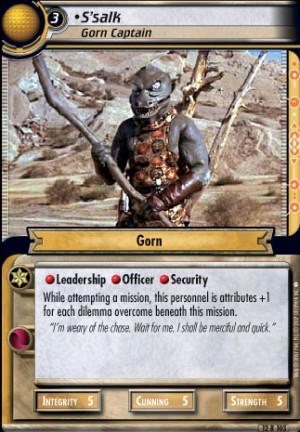 3
•S'salk
Gorn Captain
Gorn
Leadership Officer Security
While attempting a mission, this personnel is attributes +1
for each dilemma overcome beneath this mission.
"I'm weary of the chase. Wait for me. I shall be merciful and quick."
INTEGRITY 5 CUNNING 5 STRENGTH 5